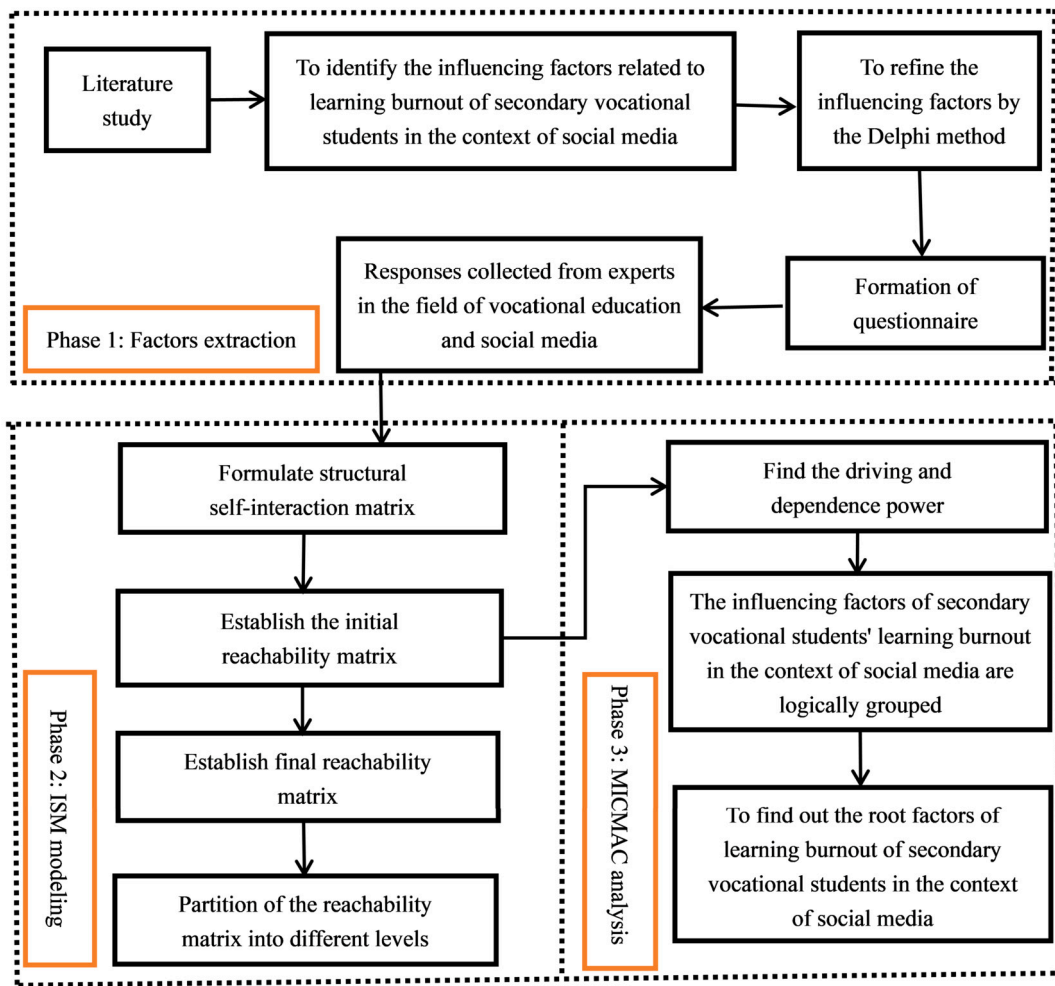 Literature
study
To identify the influencing factors related to
learning burnout of secondary vocational
students in the context of social media
To refine the
influencing factors by
the Delphi method
Formation of
questionnaire
Responses collected from experts
in the field of vocational education
and social media
Phase 1: Factors extraction
Formulate structural
self-interaction matrix
Establish the initial
reachability matrix
Establish final reachability
matrix
Partition of the reachability
matrix into different levels
Phase 2: ISM modeling
Find the driving and
dependence power
The influencing factors of secondary
vocational students' learning burnout
in the context of social media are
logically grouped
To find out the root factors of
learning burnout of secondary
vocational students in the context
of social media
Phase 3: MICMAC analysis